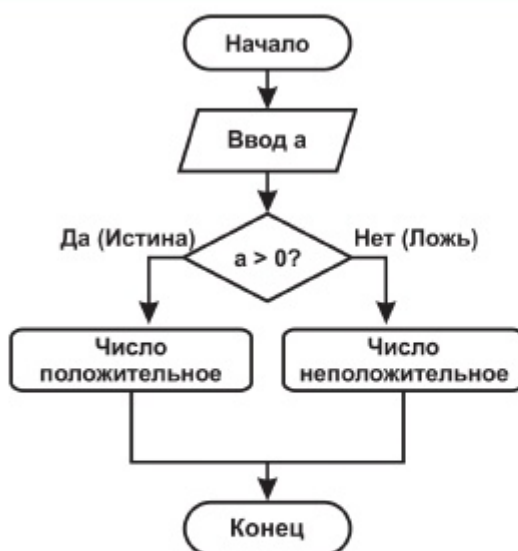 Начало
Ввод а
Да (Истина)
Нет (Ложь)
а > 0?
Число
положительное
Число
неположительное
Конец